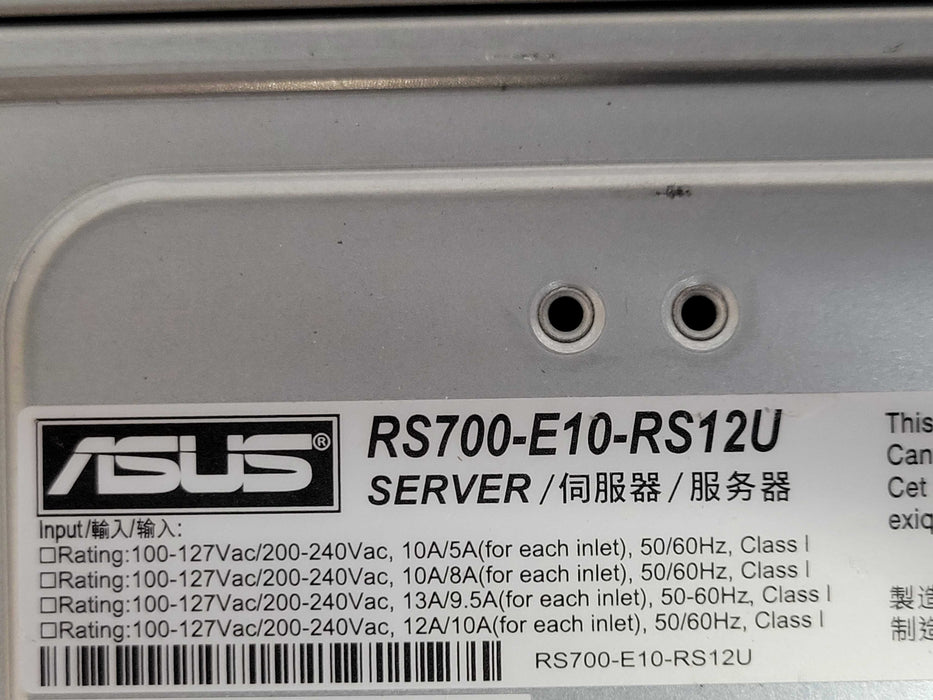 ASUS®
RS700-E10-RS12U
SERVER/伺服器/服务器
Input/輸入/输入:
□Rating:100-127Vac/200-240Vac, 10A/5A(for each inlet), 50/60Hz, Class I
□Rating:100-127Vac/200-240Vac, 10A/8A(for each inlet), 50/60Hz, Class I
□Rating:100-127Vac/200-240Vac, 13A/9.5A(for each inlet), 50-60Hz, Class I
□Rating:100-127Vac/200-240Vac, 12A/10A(for each inlet), 50/60Hz, Class I
RS700-E10-RS12U
This
Can
Cet
exiq
製造
制造